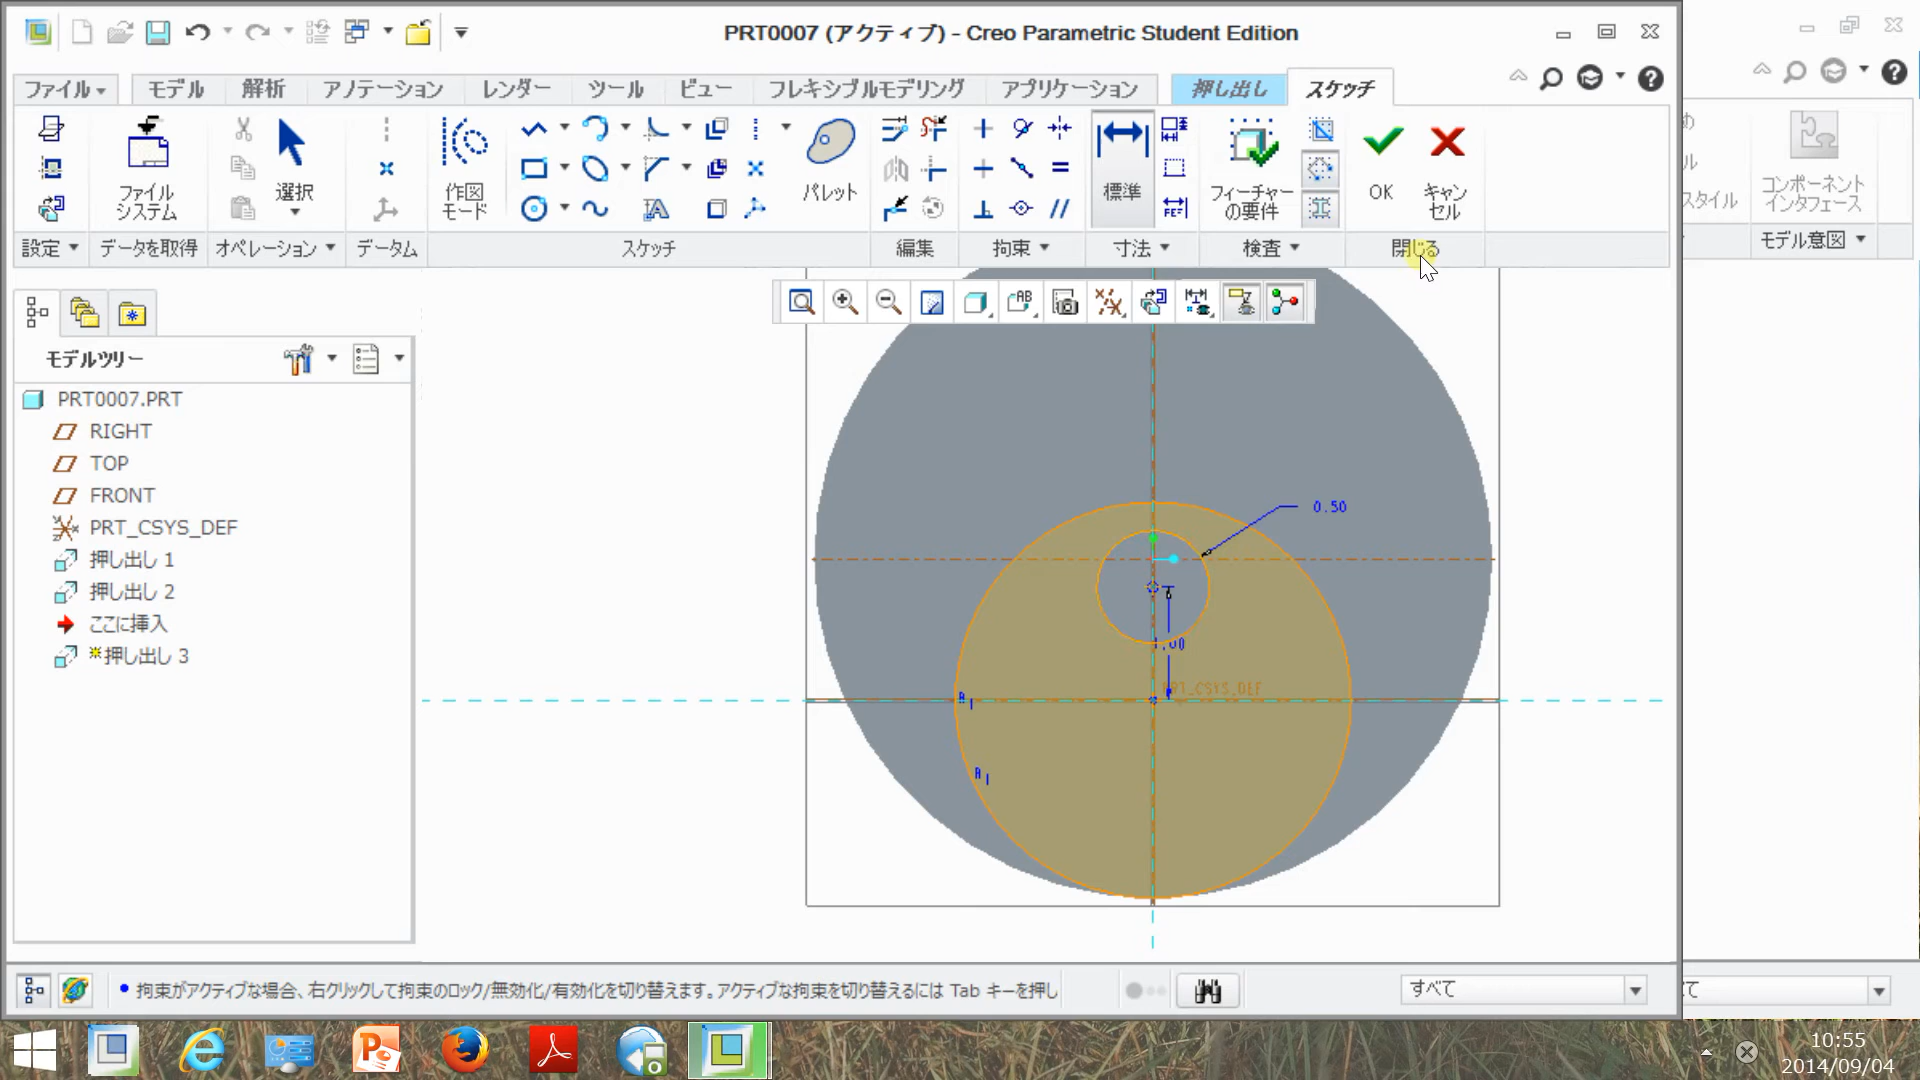 PRT0007 (アクティブ) - Creo Parametric Student Edition
ファイル モデル 解析 アノテーション レンダー ツール ビュー フレキシブルモデリング アプリケーション 押し出し スケッチ
ファイル
システム
選択
作図
モード
パレット
標準
フィーチャー
の要件
OK
キャン
セル
設定 データを取得 オペレーション データム スケッチ 編集 拘束 寸法 検査 閉じる
スタイル
コンポーネント
インタフェース
モデル意図
モデルツリー
PRT0007.PRT
RIGHT
TOP
FRONT
PRT_CSYS_DEF
押し出し 1
押し出し 2
ここに挿入
押し出し 3
0.50
1.00
PRT_CSYS_DEF
拘束がアクティブな場合、右クリックして拘束のロック/無効化/有効化を切り替えます。アクティブな拘束を切り替えるには Tab キーを押し
すべて
て
10:55
2014/09/04